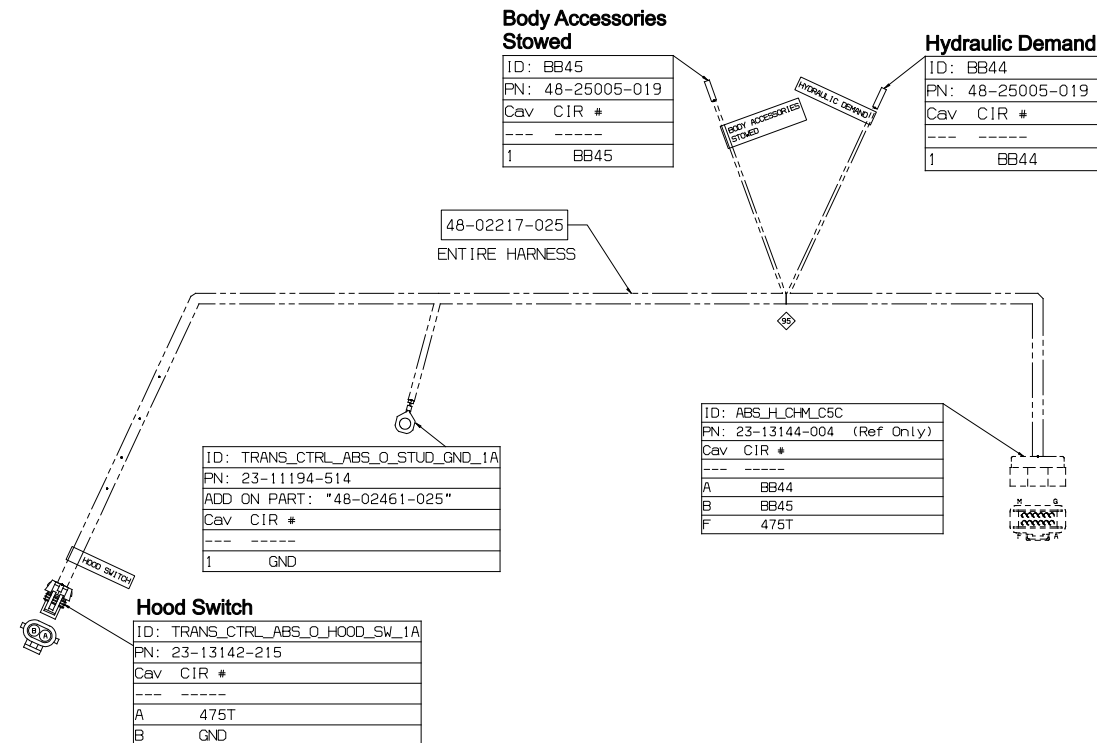 Body Accessories
Stowed
ID: BB45
PN: 48-25005-019
Cav CIR #
--- -----
1 BB45
Hydraulic Demand
ID: BB44
PN: 48-25005-019
Cav CIR #
--- -----
1 BB44
BODY ACCESSORIES
STOWED
HYDRAULIC DEMAND
48-02217-025
ENTIRE HARNESS
95
ID: TRANS_CTRL_ABS_O_STUD_GND_1A
PN: 23-11194-514
ADD ON PART: "48-02461-025"
Cav CIR #
--- -----
1 GND
ID: ABS_H_CHM_C5C
PN: 23-13144-004 (Ref Only)
Cav CIR #
--- -----
A BB44
B BB45
F 475T
M G
F A
HOOD SWITCH
B A
Hood Switch
ID: TRANS_CTRL_ABS_O_HOOD_SW_1A
PN: 23-13142-215
Cav CIR #
--- -----
A 475T
B GND